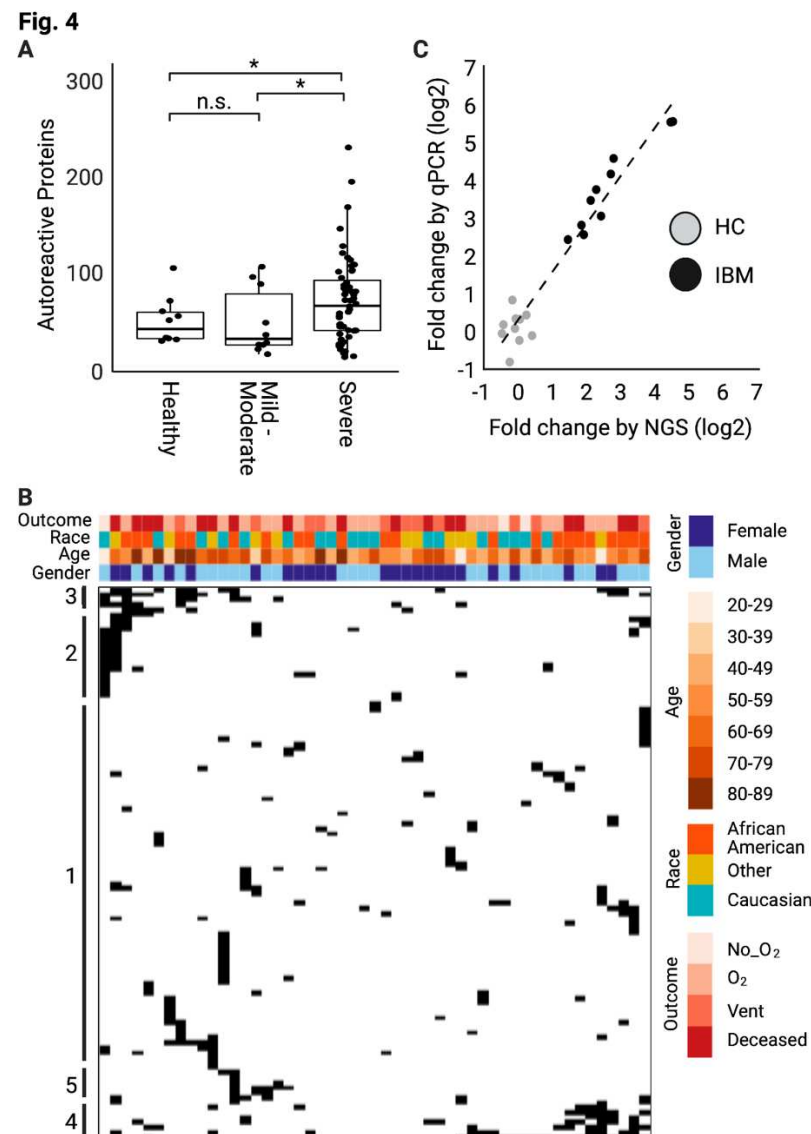 Fig. 4
A
Autoreactive Proteins
300
200
100
0
*
*
n.s.
Healthy
Mild -
Moderate
Severe
C
Fold change by qPCR (log2)
7
6
5
4
3
2
1
0
-1
HC
IBM
-1 0 1 2 3 4 5 6 7
Fold change by NGS (log2)
B
Outcome
Race
Age
Gender
3
2
1
5
4
Gender
Female
Male
Age
20-29
30-39
40-49
50-59
60-69
70-79
80-89
Race
African
American
Other
Caucasian
Outcome
No_O₂
O₂
Vent
Deceased